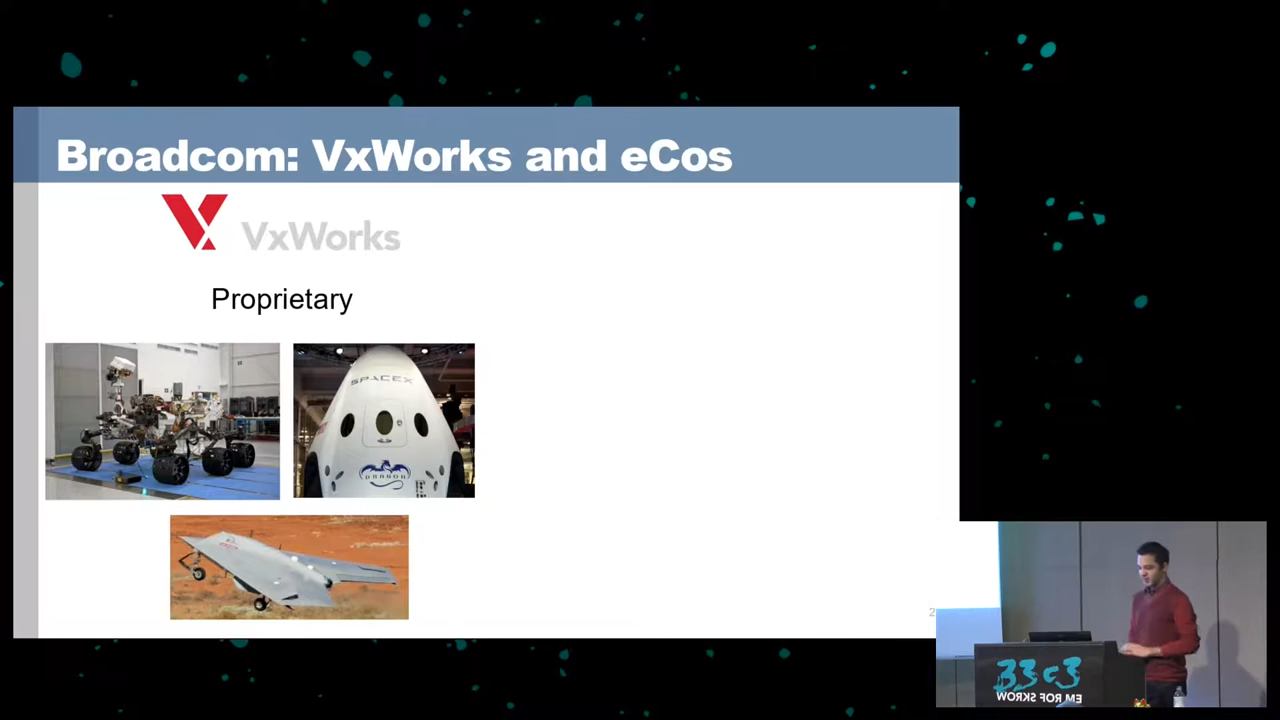 Broadcom: VxWorks and eCos
VxWorks
Proprietary
SPACEX
DRAGON
33c3
WORKS FOR ME